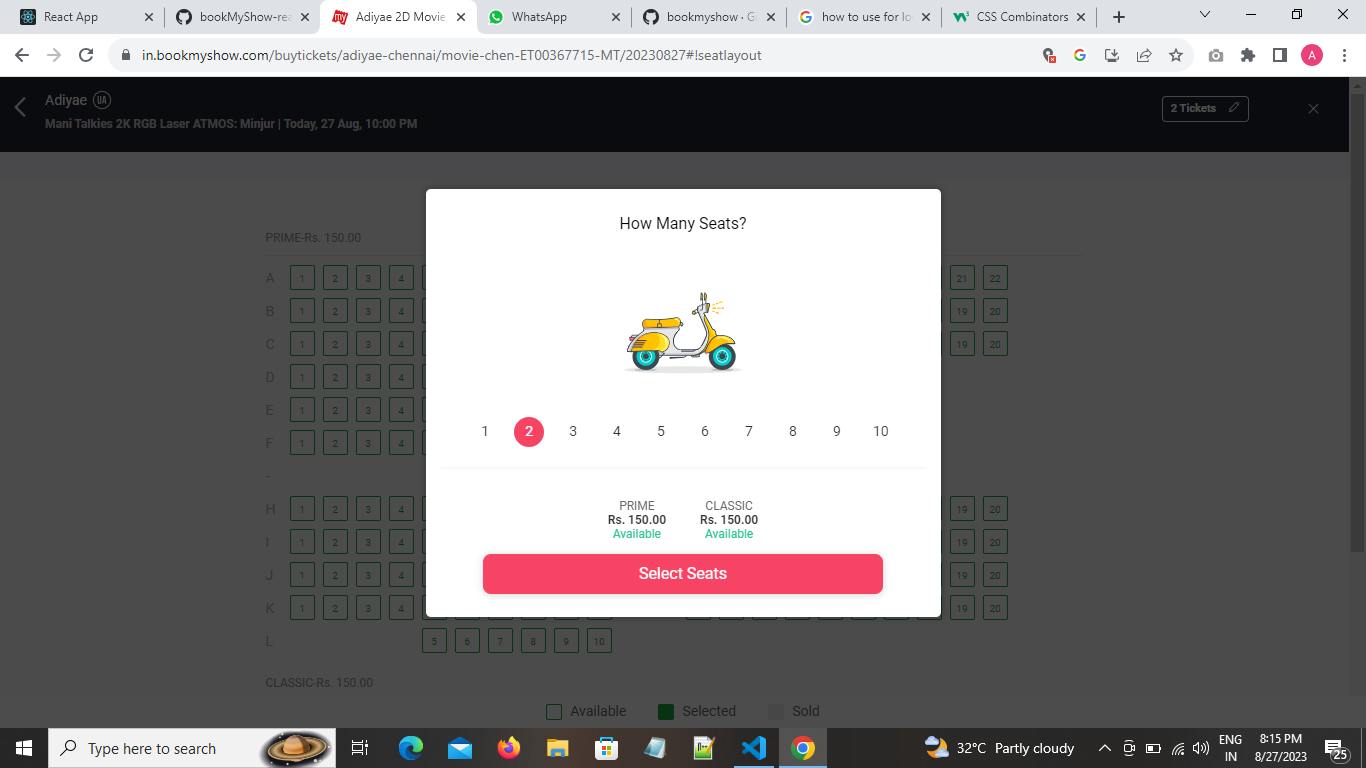 React App
bookMyShow-rea
my
Adiyae 2D Movie
WhatsApp
bookmyshow · Gi
how to use for lo
CSS Combinators
in.bookmyshow.com/buytickets/adiyae-chennai/movie-chen-ET00367715-MT/20230827#!seatlayout
A
Adiyae UA
Mani Talkies 2K RGB Laser ATMOS: Minjur | Today, 27 Aug, 10:00 PM
2 Tickets
How Many Seats?
1 2 3 4 5 6 7 8 9 10
PRIME CLASSIC
Rs. 150.00 Rs. 150.00
Available Available
Select Seats
PRIME-Rs. 150.00
A 1 2 3 4 21 22
B 1 2 3 4 19 20
C 1 2 3 4 19 20
D 1 2 3 4
E 1 2 3 4
F 1 2 3 4
-
H 1 2 3 4 19 20
I 1 2 3 4 19 20
J 1 2 3 4 19 20
K 1 2 3 4 19 20
L 5 6 7 8 9 10
CLASSIC-Rs. 150.00
Available Selected Sold
Type here to search
32°C Partly cloudy
ENG
IN
8:15 PM
8/27/2023
25